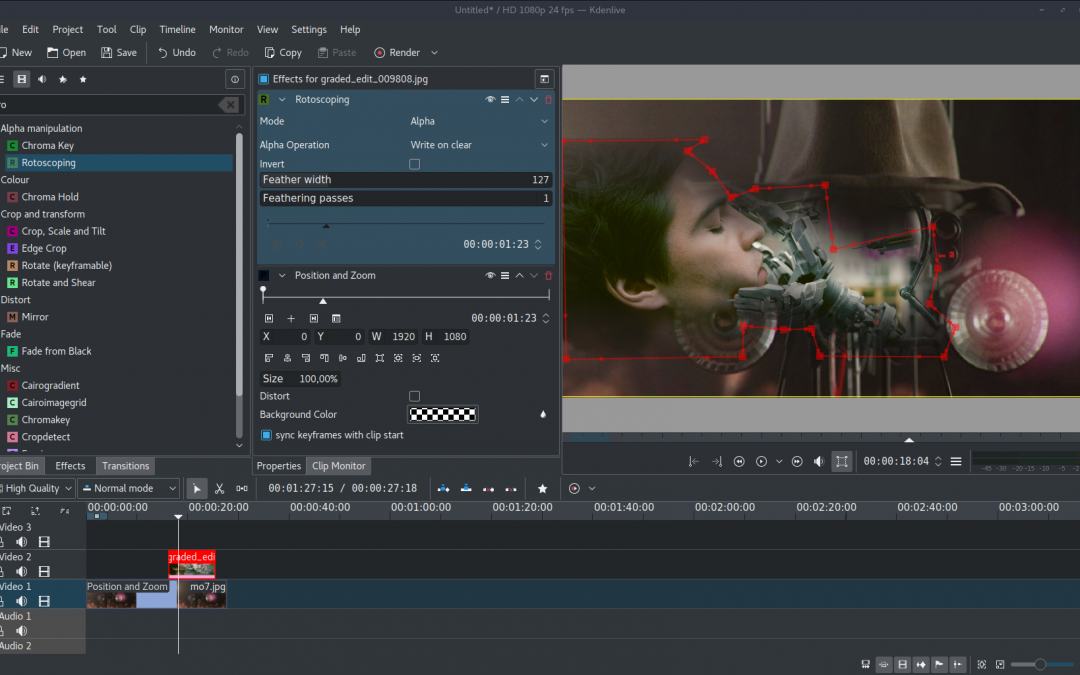 Untitled* / HD 1080p 24 fps — Kdenlive
ile Edit Project Tool Clip Timeline Monitor View Settings Help
New Open Save Undo Redo Copy Paste Render
ro
Alpha manipulation
C Chroma Key
R Rotoscoping
Colour
C Chroma Hold
Crop and transform
C Crop, Scale and Tilt
E Edge Crop
R Rotate (keyframable)
R Rotate and Shear
Distort
M Mirror
Fade
F Fade from Black
Misc
C Cairogradient
C Cairoimagegrid
C Chromakey
C Cropdetect
roject Bin Effects Transitions
Effects for graded_edit_009808.jpg
R Rotoscoping
Mode Alpha
Alpha Operation Write on clear
Invert
Feather width 127
Feathering passes 1
00:00:01:23
Position and Zoom
00:00:01:23
X 0 Y 0 W 1920 H 1080
Size 100,00%
Distort
Background Color
sync keyframes with clip start
Properties Clip Monitor
00:00:18:04
-45 -30 -20 -15 -10 -5 -2
High Quality Normal mode 00:01:27:15 / 00:00:27:18
00:00:00:00 00:00:20:00 00:00:40:00 00:01:00:00 00:01:20:00 00:01:40:00 00:02:00:00 00:02:20:00 00:02:40:00 00:03:00:00
Video 3
Video 2
graded_edi
Video 1
Position and Zoom mo7.jpg
Audio 1
Audio 2